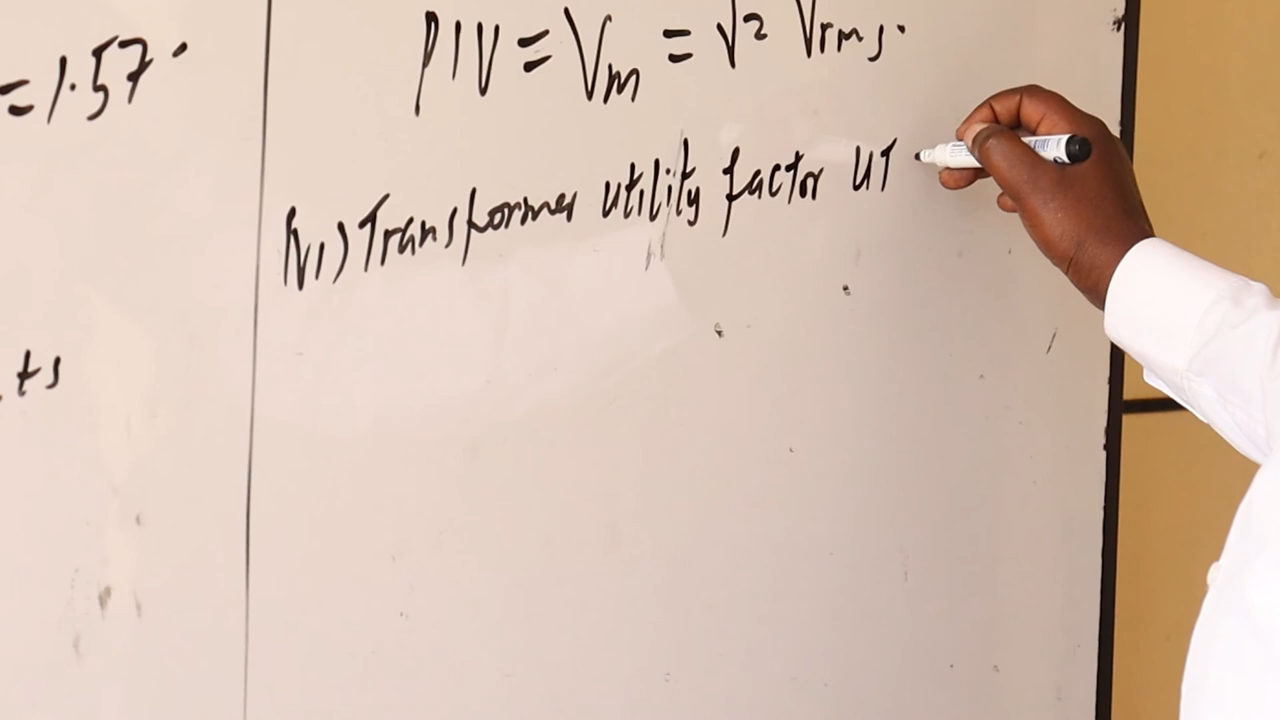 = 1.57.
ts
PIV = Vm = √2 Vrms.
(VI) Transformer utility factor UT